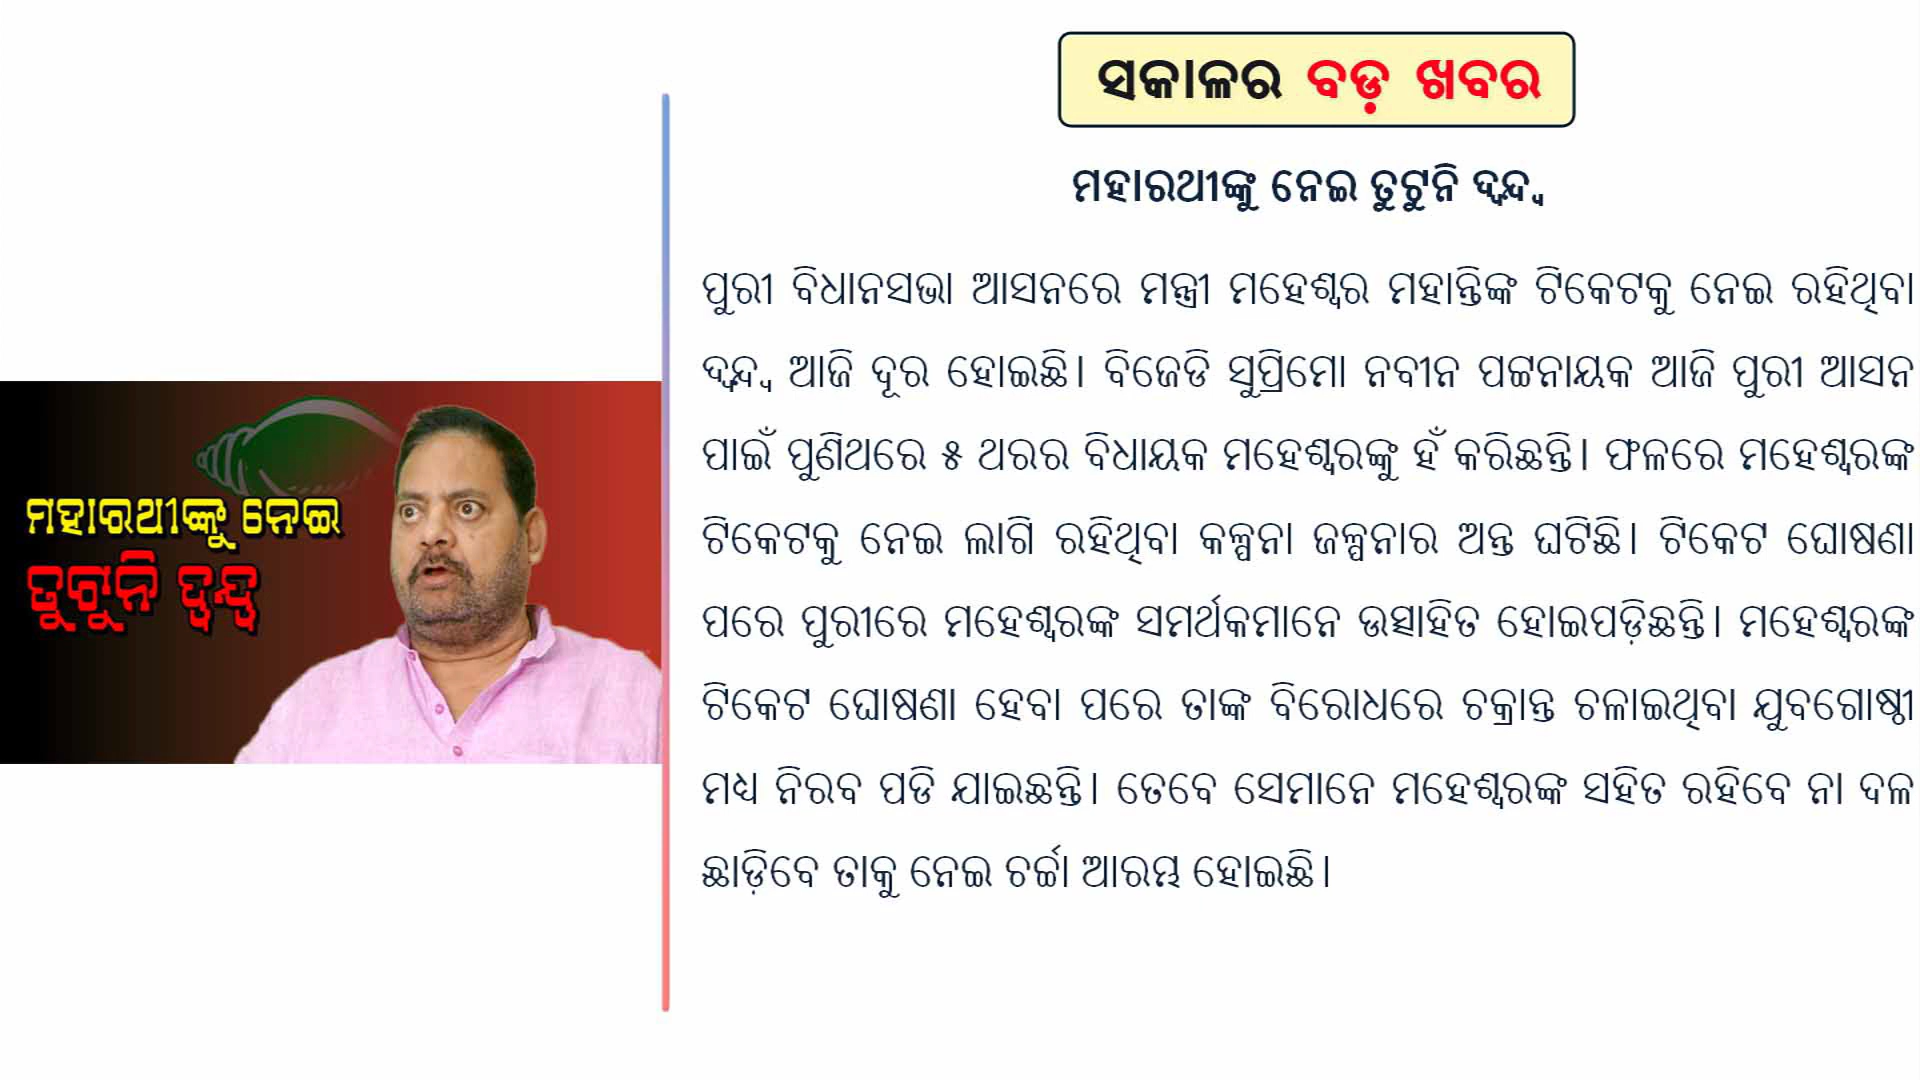 ସକାଳର ବଡ଼ ଖବର
ମହାରଥୀଙ୍କୁ ନେଇ ତୁଟୁନି ଦ୍ୱନ୍ଦ୍ୱ
ପୁରୀ ବିଧାନସଭା ଆସନରେ ମନ୍ତ୍ରୀ ମହେଶ୍ୱର ମହାନ୍ତିଙ୍କ ଟିକେଟକୁ ନେଇ ରହିଥିବା
ଦ୍ୱନ୍ଦ୍ୱ ଆଜି ଦୂର ହୋଇଛି। ବିଜେଡି ସୁପ୍ରିମୋ ନବୀନ ପଟ୍ଟନାୟକ ଆଜି ପୁରୀ ଆସନ
ପାଇଁ ପୁଣିଥରେ ୫ ଥରର ବିଧାୟକ ମହେଶ୍ୱରଙ୍କୁ ହଁ କରିଛନ୍ତି। ଫଳରେ ମହେଶ୍ୱରଙ୍କ
ଟିକେଟକୁ ନେଇ ଲାଗି ରହିଥିବା କଳ୍ପନା ଜଳ୍ପନାର ଅନ୍ତ ଘଟିଛି। ଟିକେଟ ଘୋଷଣା
ପରେ ପୁରୀରେ ମହେଶ୍ୱରଙ୍କ ସମର୍ଥକମାନେ ଉତ୍ସାହିତ ହୋଇପଡ଼ିଛନ୍ତି। ମହେଶ୍ୱରଙ୍କ
ଟିକେଟ ଘୋଷଣା ହେବା ପରେ ତାଙ୍କ ବିରୋଧରେ ଚକ୍ରାନ୍ତ ଚଳାଇଥିବା ଯୁବଗୋଷ୍ଠୀ
ମଧ୍ୟ ନିରବ ପଡି ଯାଇଛନ୍ତି। ତେବେ ସେମାନେ ମହେଶ୍ୱରଙ୍କ ସହିତ ରହିବେ ନା ଦଳ
ଛାଡ଼ିବେ ତାକୁ ନେଇ ଚର୍ଚ୍ଚା ଆରମ୍ଭ ହୋଇଛି।
ମହାରଥୀଙ୍କୁ ନେଇ
ତୁଟୁନି ଦ୍ୱନ୍ଦ୍ୱ